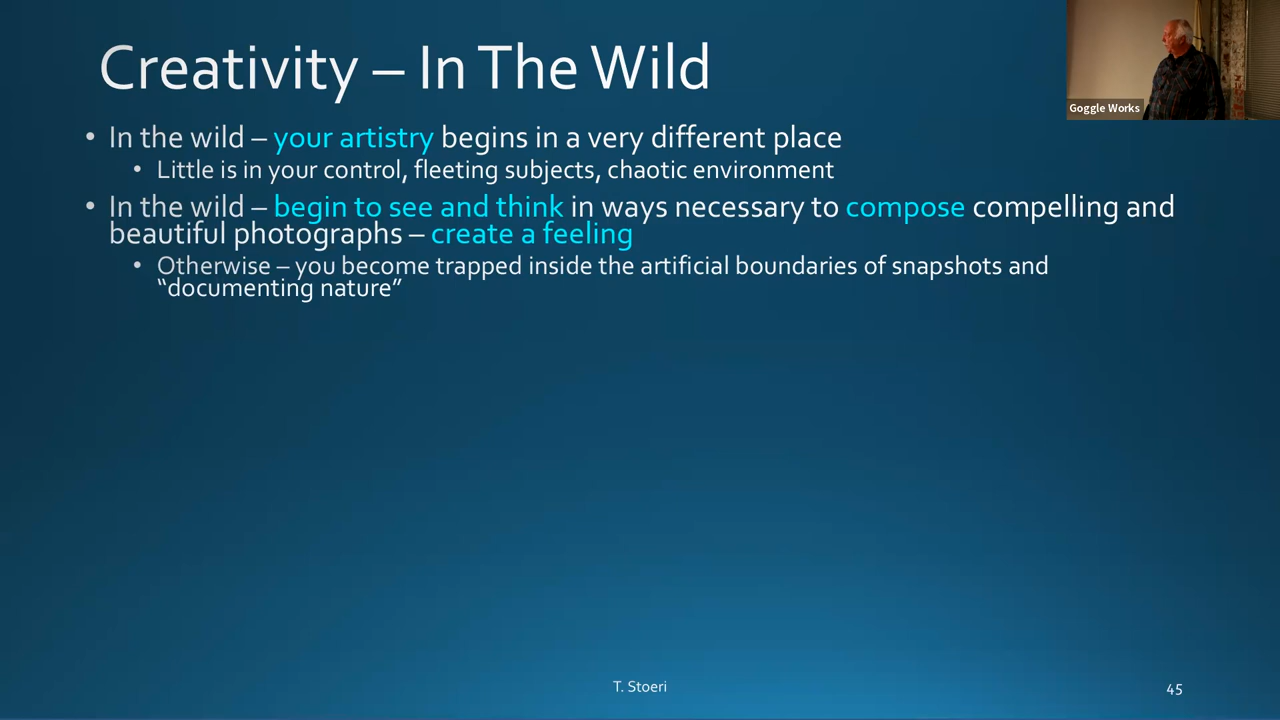 Creativity – In The Wild
Goggle Works
• In the wild – your artistry begins in a very different place
• Little is in your control, fleeting subjects, chaotic environment
• In the wild – begin to see and think in ways necessary to compose compelling and
beautiful photographs – create a feeling
• Otherwise – you become trapped inside the artificial boundaries of snapshots and
“documenting nature”
T. Stoeri
45